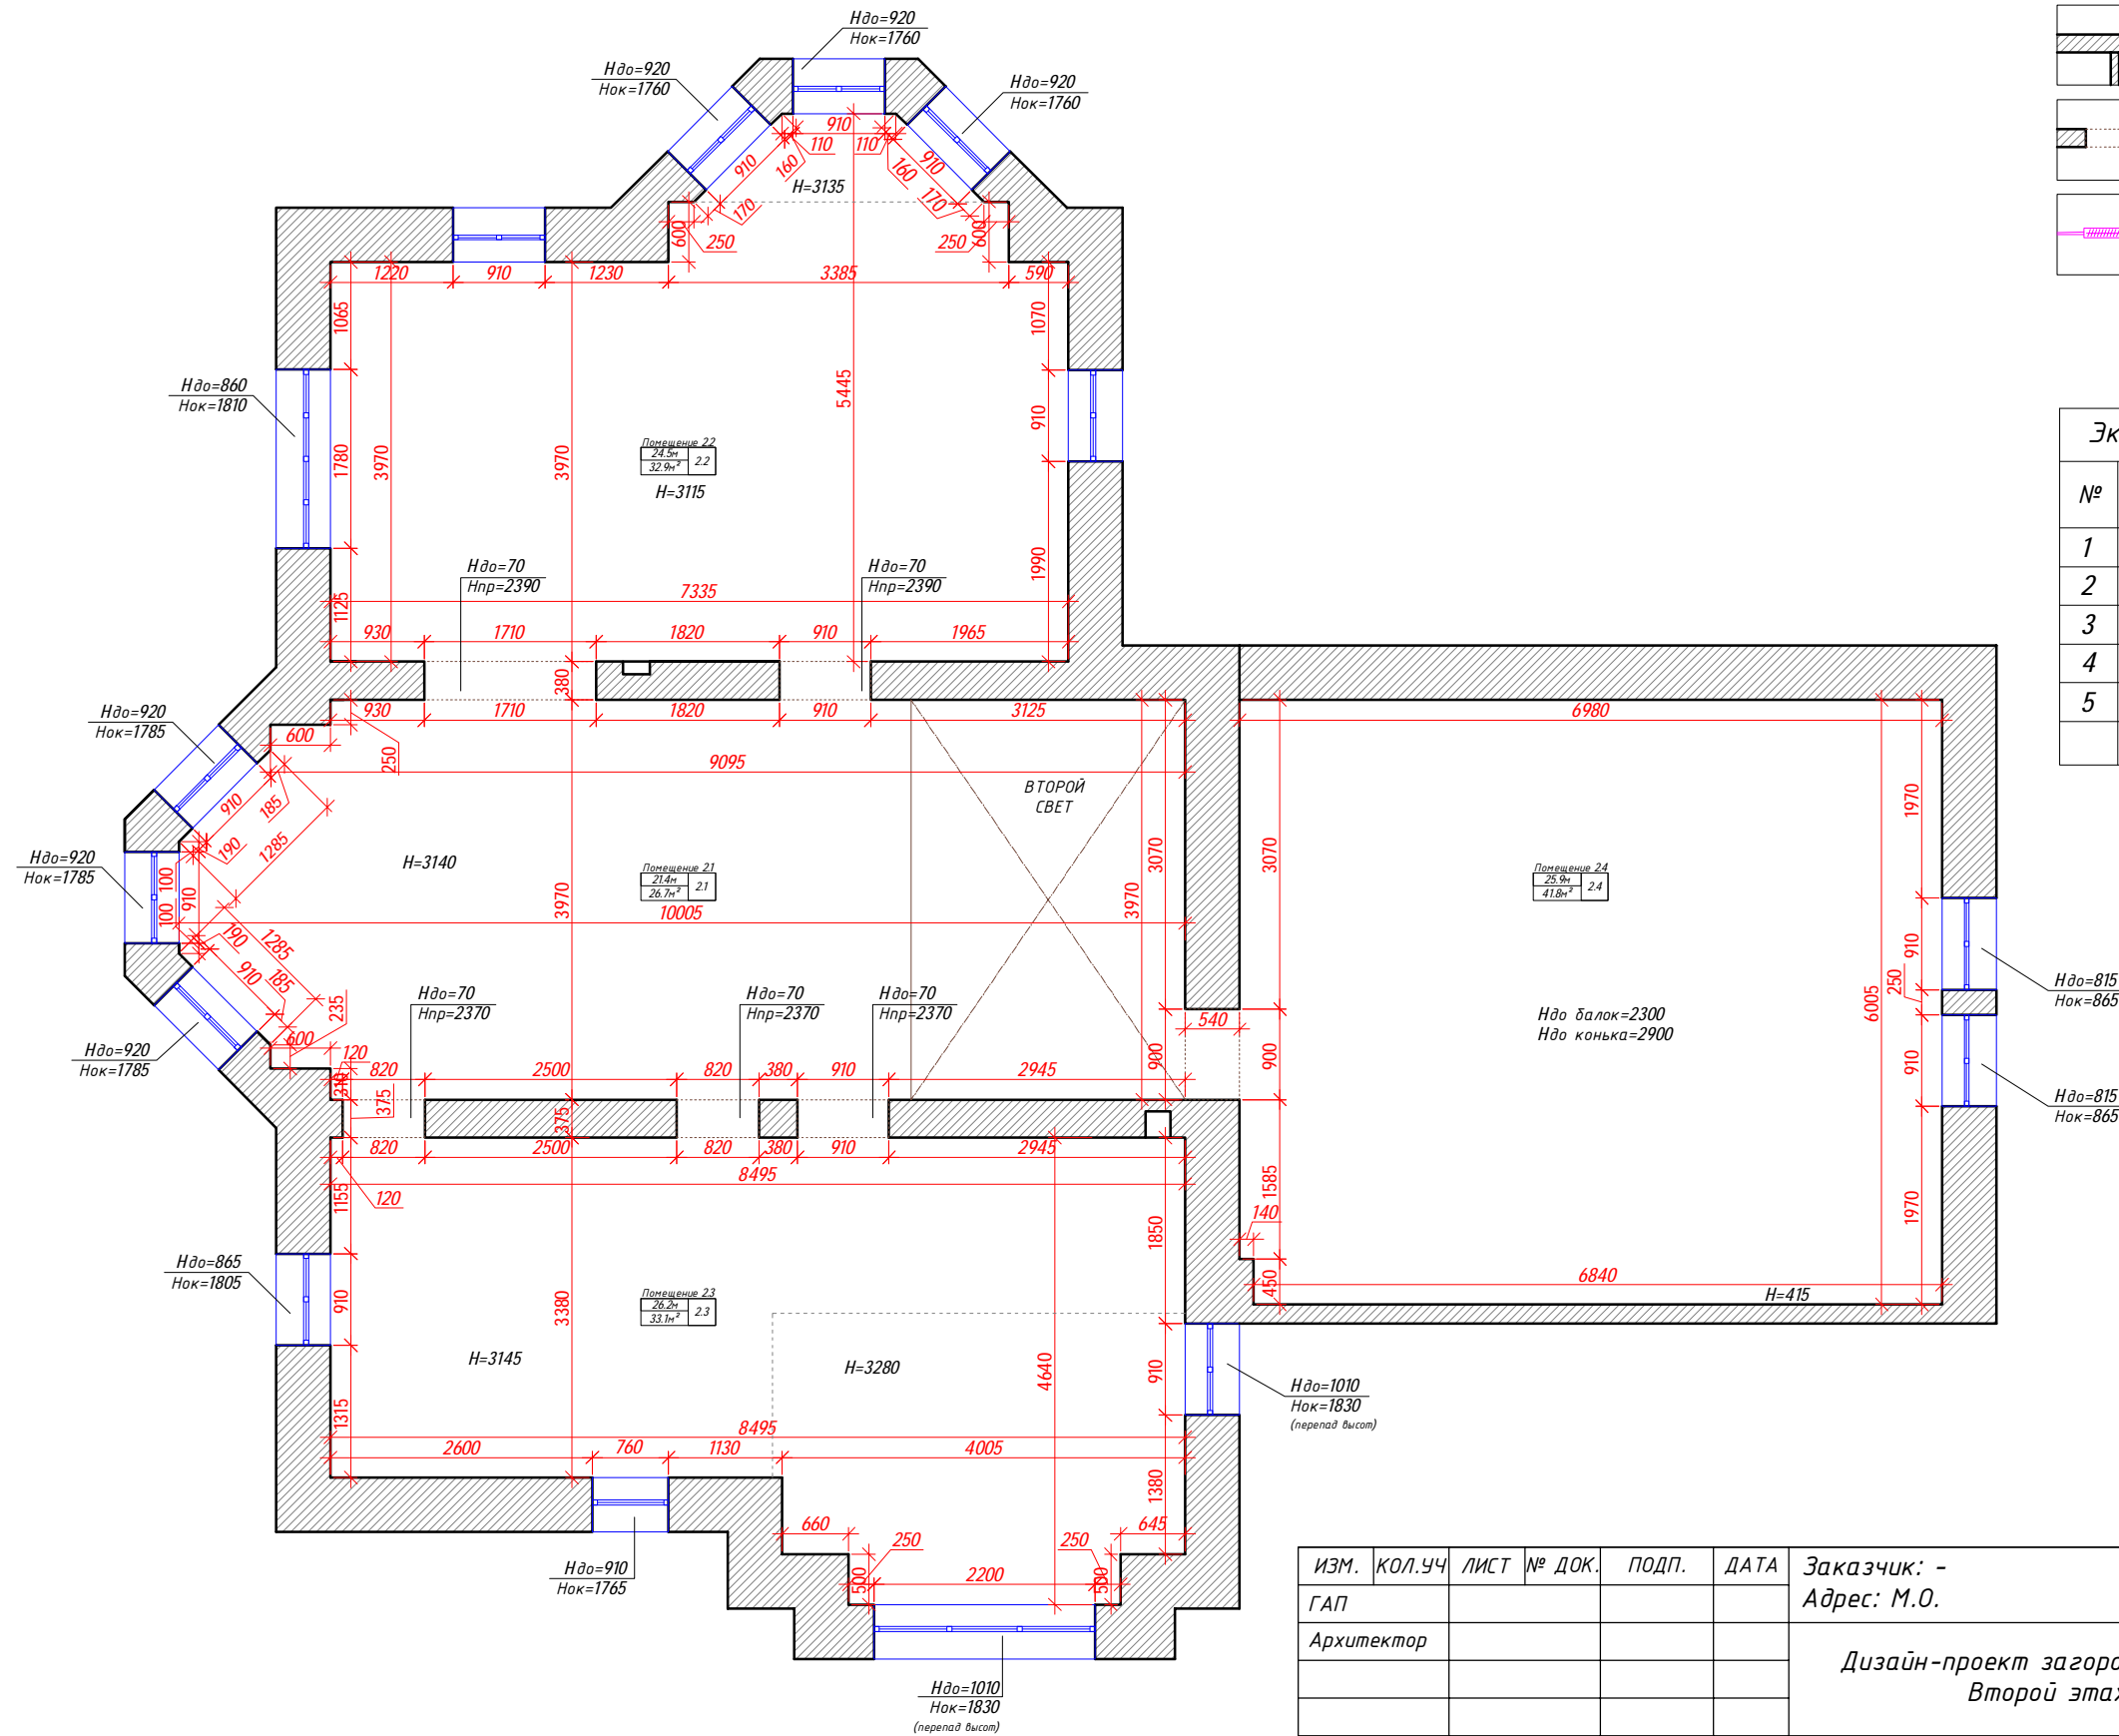 Hдо=920
Hок=1760
Hдо=920
Hок=1760
Hдо=920
Hок=1760
910
110
110
910
160
160
910
170
170
H=3135
600
250
250
600
1220
910
1230
3385
590
1065
1070
Hдо=860
Hок=1810
1780
3970
3970
5445
910
Помещение 2.2
24.5м
32.9м²
2.2
H=3115
1990
1125
Hдо=70
Hпр=2390
Hдо=70
Hпр=2390
7335
930
1710
1820
910
1965
380
930
1710
1820
910
3125
6980
Hдо=920
Hок=1785
600
250
9095
ВТОРОЙ
СВЕТ
910
185
190
1285
1970
Hдо=920
Hок=1785
100
910
100
H=3140
Помещение 2.1
21.4м
26.7м²
2.1
3970
3970
3070
3070
Помещение 2.4
25.9м
41.8м²
2.4
10005
190
1285
910
185
235
910
250
6005
Hдо=815
Hок=865
Hдо=70
Hпр=2370
Hдо=70
Hпр=2370
Hдо=70
Hпр=2370
540
Hдо балок=2300
Hдо конька=2900
Hдо=920
Hок=1785
600
120
310
375
820
2500
820
380
910
2945
900
900
910
Hдо=815
Hок=865
375
820
2500
820
380
910
2945
8495
120
1155
1850
1585
140
1970
Hдо=865
Hок=1805
910
3380
Помещение 2.3
26.2м
33.1м²
2.3
450
6840
H=415
H=3145
H=3280
4640
910
Hдо=1010
Hок=1830
(перепад высот)
1315
8495
2600
760
1130
4005
1380
660
250
250
645
500
2200
500
Hдо=910
Hок=1765
Hдо=1010
Hок=1830
(перепад высот)
№
1
2
3
4
5
ИЗМ.
КОЛ.УЧ
ЛИСТ
№ ДОК.
ПОДП.
ДАТА
ГАП
Архитектор
Заказчик: -
Адрес: М.О.